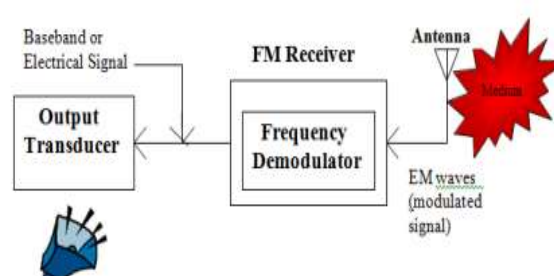 Baseband or
Electrical Signal
FM Receiver
Antenna
Medium
Output
Transducer
Frequency
Demodulator
EM waves
(modulated
signal)